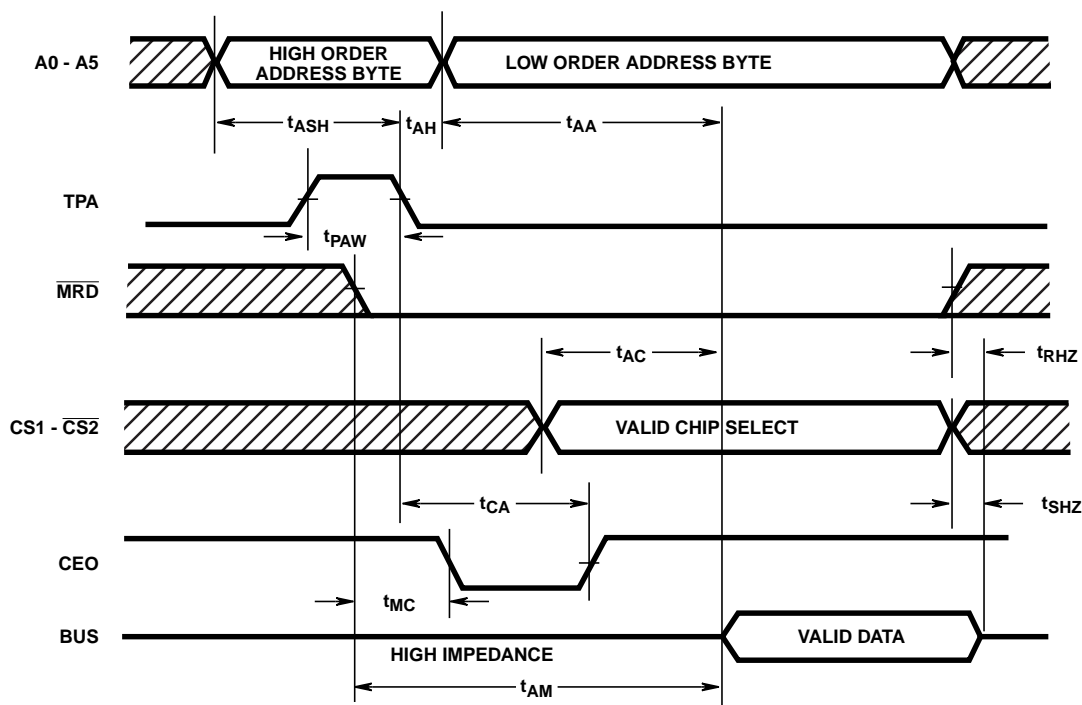 A0 - A5
HIGH ORDER
ADDRESS BYTE
LOW ORDER ADDRESS BYTE
tASH
tAH
tAA
TPA
tPAW
MRD
tAC
tRHZ
CS1 - CS2
VALID CHIP SELECT
tCA
tSHZ
CEO
tMC
BUS
VALID DATA
HIGH IMPEDANCE
tAM